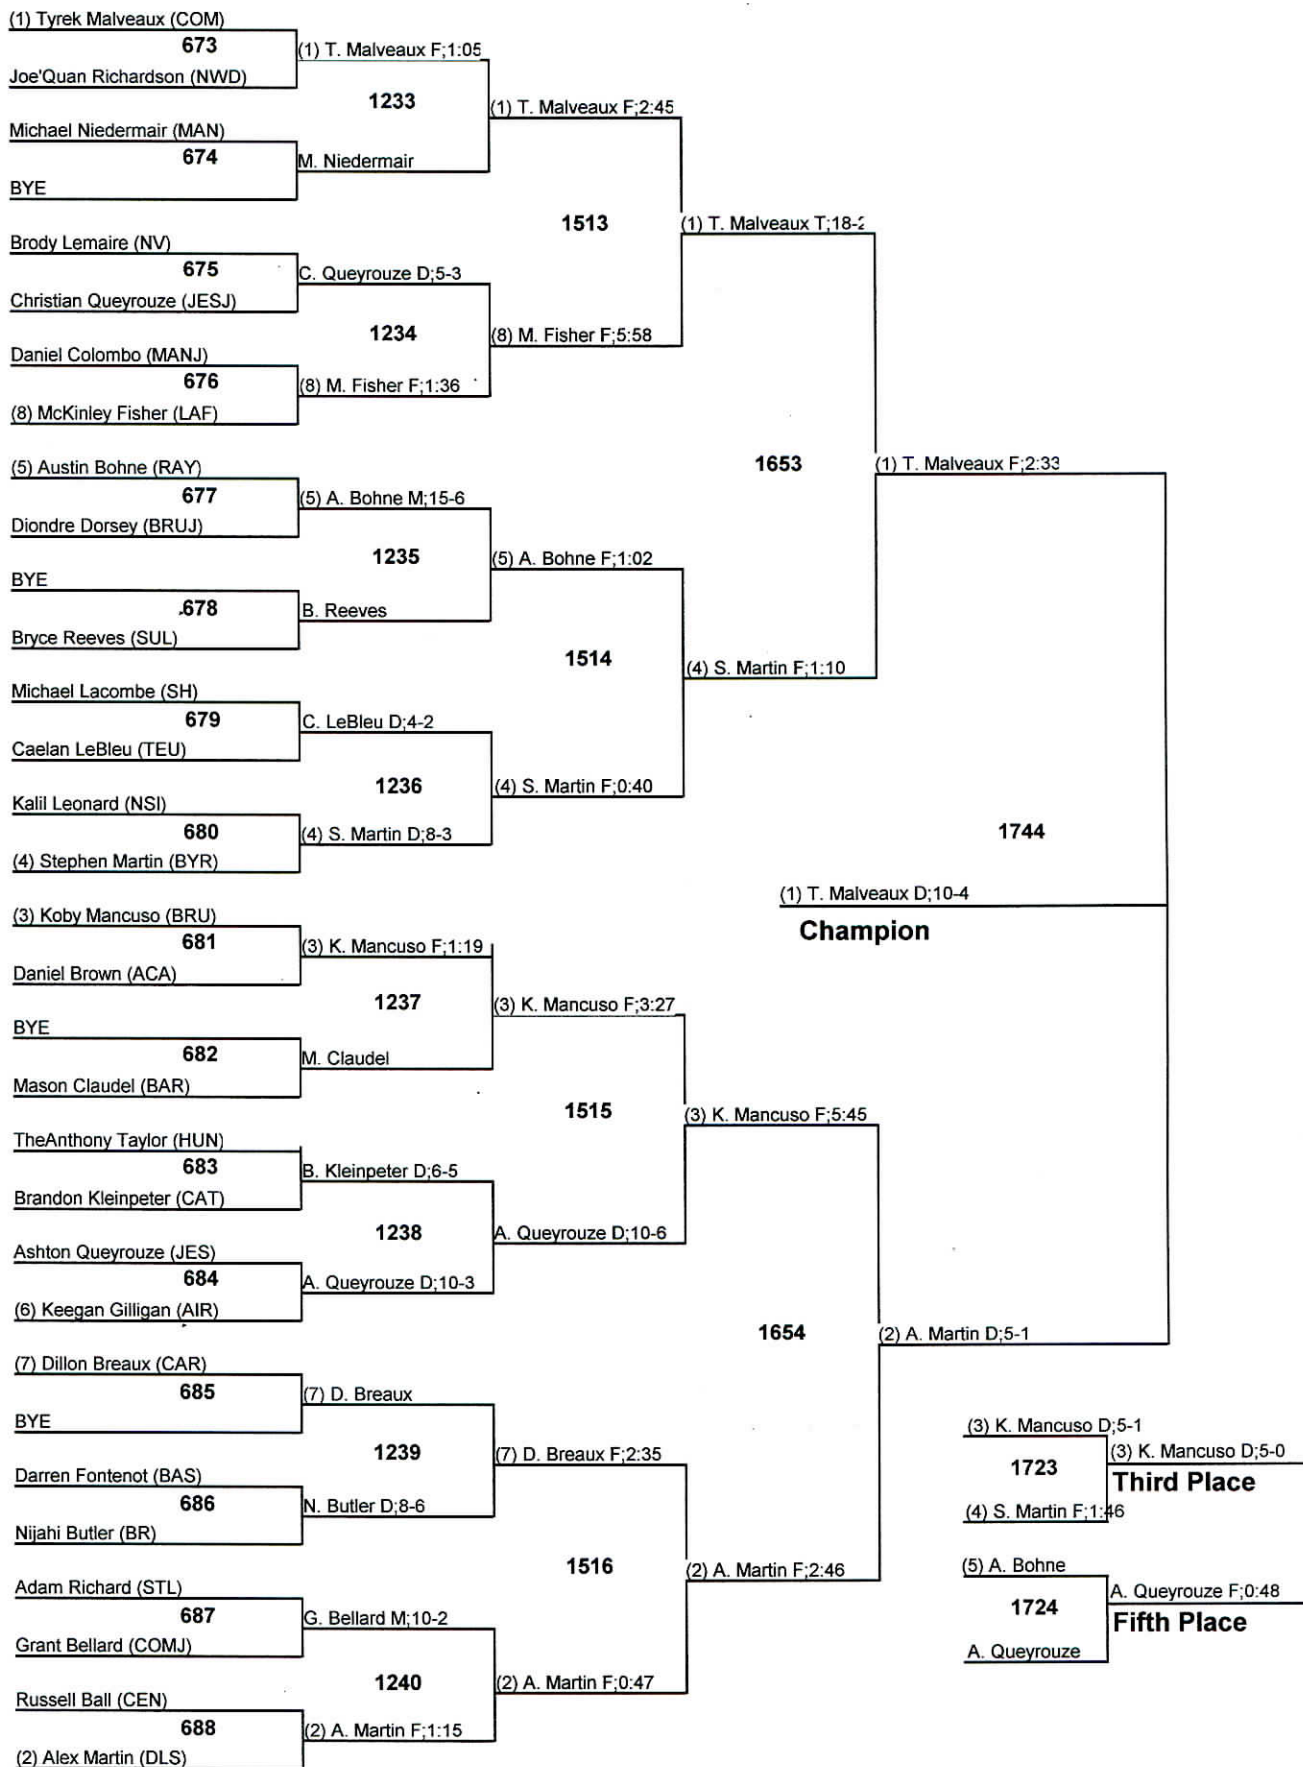 (1) Tyrek Malveaux (COM)
673
Joe'Quan Richardson (NWD)
(1) T. Malveaux F;1:05
1233
Michael Niedermair (MAN)
674
BYE
M. Niedermair
(1) T. Malveaux F;2:45
1513
Brody Lemaire (NV)
675
Christian Queyrouze (JESJ)
C. Queyrouze D;5-3
1234
Daniel Colombo (MANJ)
676
(8) McKinley Fisher (LAF)
(8) M. Fisher F;1:36
(8) M. Fisher F;5:58
(1) T. Malveaux T;18-2
1653
(5) Austin Bohne (RAY)
677
Diondre Dorsey (BRUJ)
(5) A. Bohne M;15-6
1235
BYE
678
Bryce Reeves (SUL)
B. Reeves
(5) A. Bohne F;1:02
1514
Michael Lacombe (SH)
679
Caelan LeBleu (TEU)
C. LeBleu D;4-2
1236
Kalil Leonard (NSI)
680
(4) Stephen Martin (BYR)
(4) S. Martin D;8-3
(4) S. Martin F;0:40
(4) S. Martin F;1:10
(1) T. Malveaux F;2:33
1744
(1) T. Malveaux D;10-4
Champion
(3) Koby Mancuso (BRU)
681
Daniel Brown (ACA)
(3) K. Mancuso F;1:19
1237
BYE
682
Mason Claudel (BAR)
M. Claudel
(3) K. Mancuso F;3:27
1515
TheAnthony Taylor (HUN)
683
Brandon Kleinpeter (CAT)
B. Kleinpeter D;6-5
1238
Ashton Queyrouze (JES)
684
(6) Keegan Gilligan (AIR)
A. Queyrouze D;10-3
A. Queyrouze D;10-6
(3) K. Mancuso F;5:45
1654
(7) Dillon Breaux (CAR)
685
BYE
(7) D. Breaux
1239
Darren Fontenot (BAS)
686
Nijahi Butler (BR)
N. Butler D;8-6
(7) D. Breaux F;2:35
1516
Adam Richard (STL)
687
Grant Bellard (COMJ)
G. Bellard M;10-2
1240
Russell Ball (CEN)
688
(2) Alex Martin (DLS)
(2) A. Martin F;1:15
(2) A. Martin F;0:47
(2) A. Martin F;2:46
(2) A. Martin D;5-1
(3) K. Mancuso D;5-1
1723
(4) S. Martin F;1:46
(3) K. Mancuso D;5-0
Third Place
(5) A. Bohne
1724
A. Queyrouze
A. Queyrouze F;0:48
Fifth Place